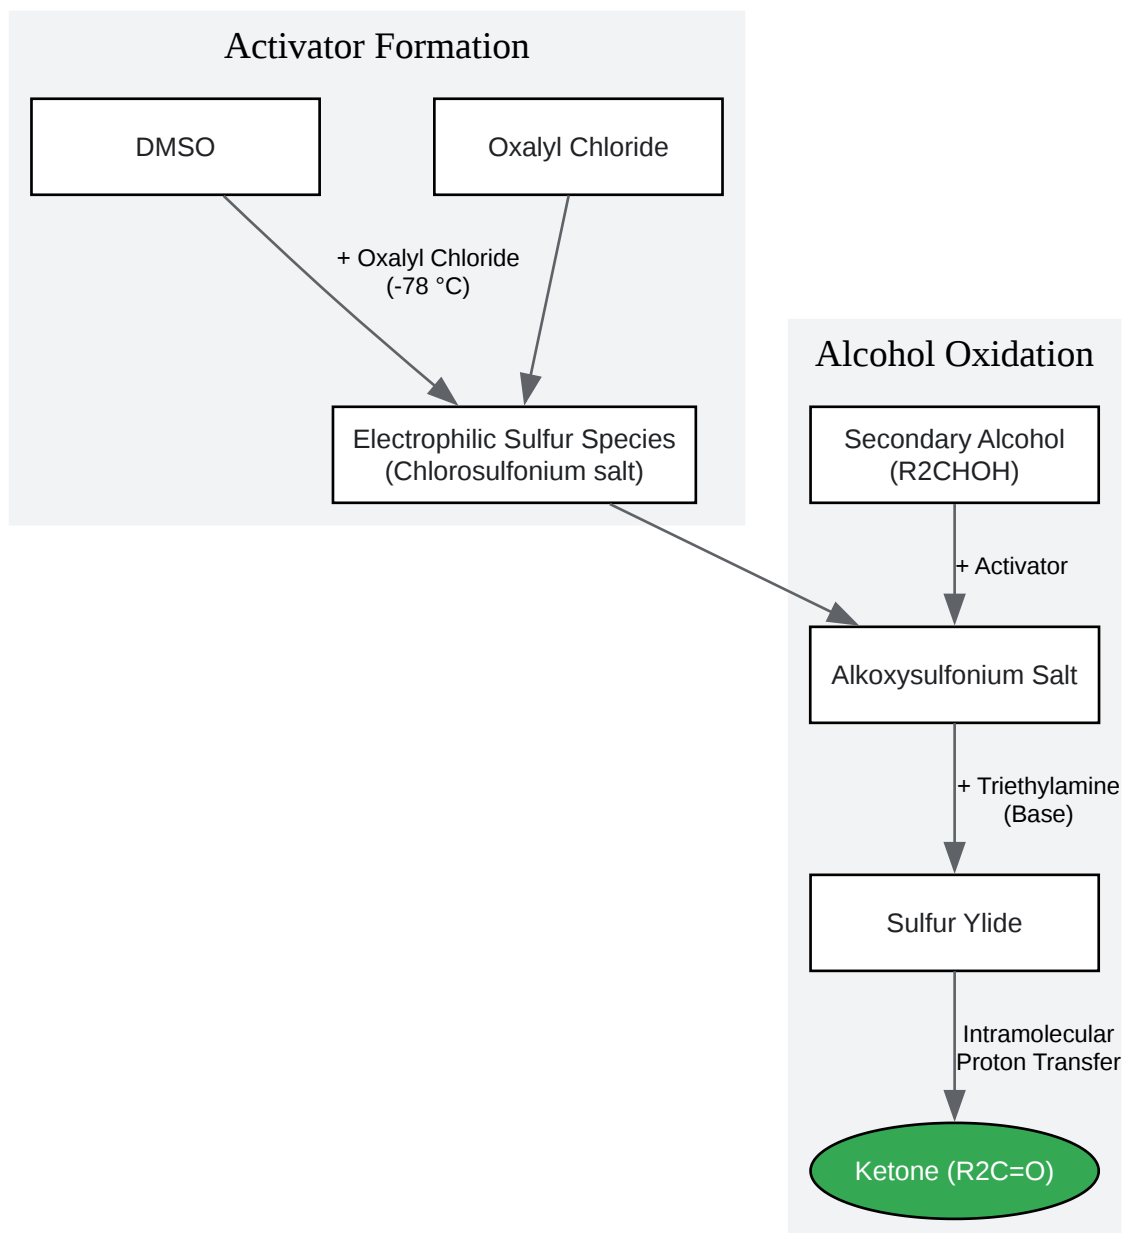 Activator Formation
DMSO
Oxalyl Chloride
+ Oxalyl Chloride
(-78 °C)
Electrophilic Sulfur Species
(Chlorosulfonium salt)
Alcohol Oxidation
Secondary Alcohol
(R2CHOH)
+ Activator
Alkoxysulfonium Salt
+ Triethylamine
(Base)
Sulfur Ylide
Intramolecular
Proton Transfer
Ketone (R2C=O)